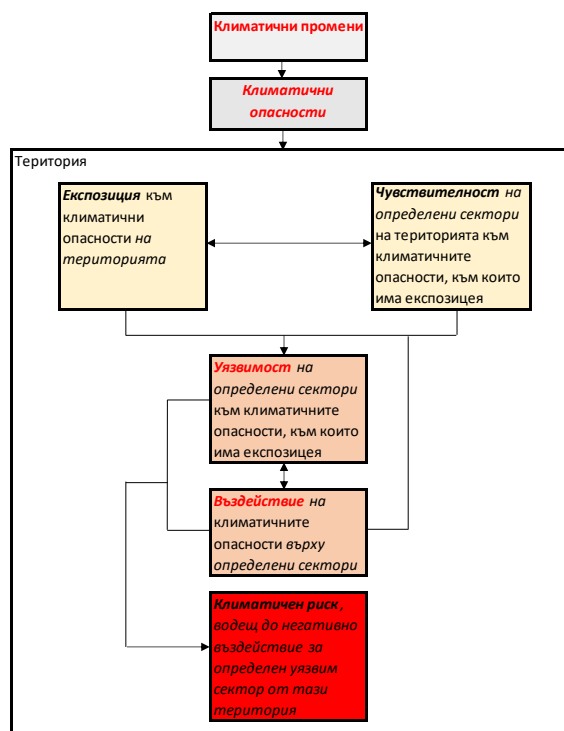 Климатични промени
Климатични
опасности
Територия
Експозиция към
климатични
опасности на
територията
Чувствителност на
определени сектори
на територията към
климатичните
опасности, към които
има експозицея
Уязвимост на
определени сектори
към климатичните
опасности, към които
има експозицея
Въздействие на
климатичните
опасности върху
определени сектори
Климатичен риск,
водещ до негативно
въздействие за
определен уязвим
сектор от тази
територия